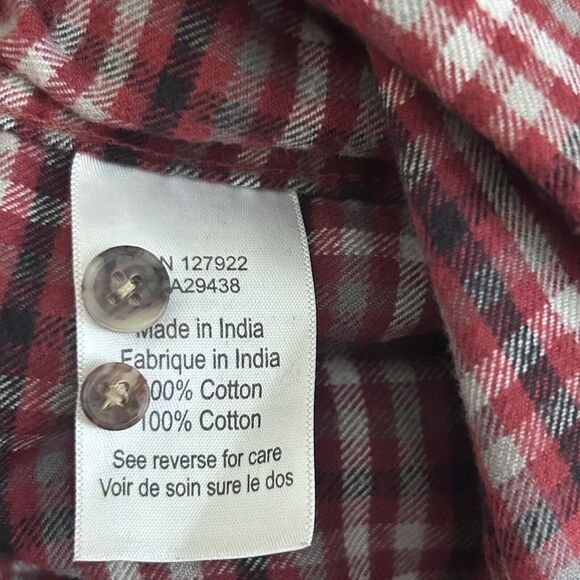 N 127922
A29438
Made in India
Fabrique in India
00% Cotton
100% Cotton
See reverse for care
Voir de soin sure le dos